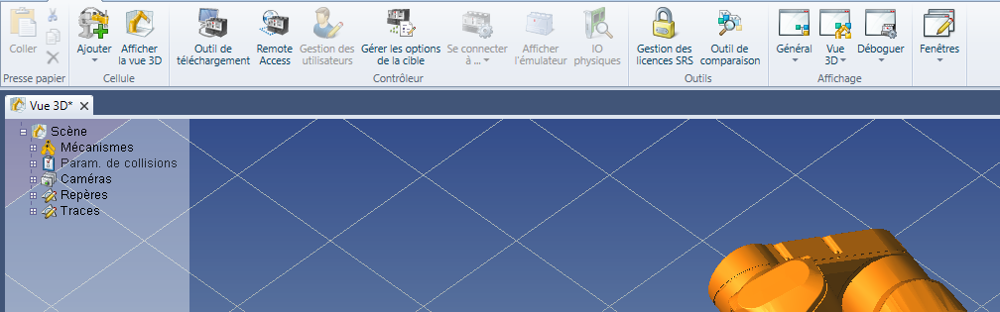 Coller
Ajouter
Afficher
la vue 3D
Outil de
téléchargement
Remote
Access
Gestion des
utilisateurs
Gérer les options
de la cible
Se connecter
à ...
Afficher
l'émulateur
IO
physiques
Gestion des
licences SRS
Outil de
comparaison
Général
Vue
3D
Déboguer
Fenêtres
Presse papier
Cellule
Contrôleur
Outils
Affichage
Vue 3D*
Scène
Mécanismes
Param. de collisions
Caméras
Repères
Traces